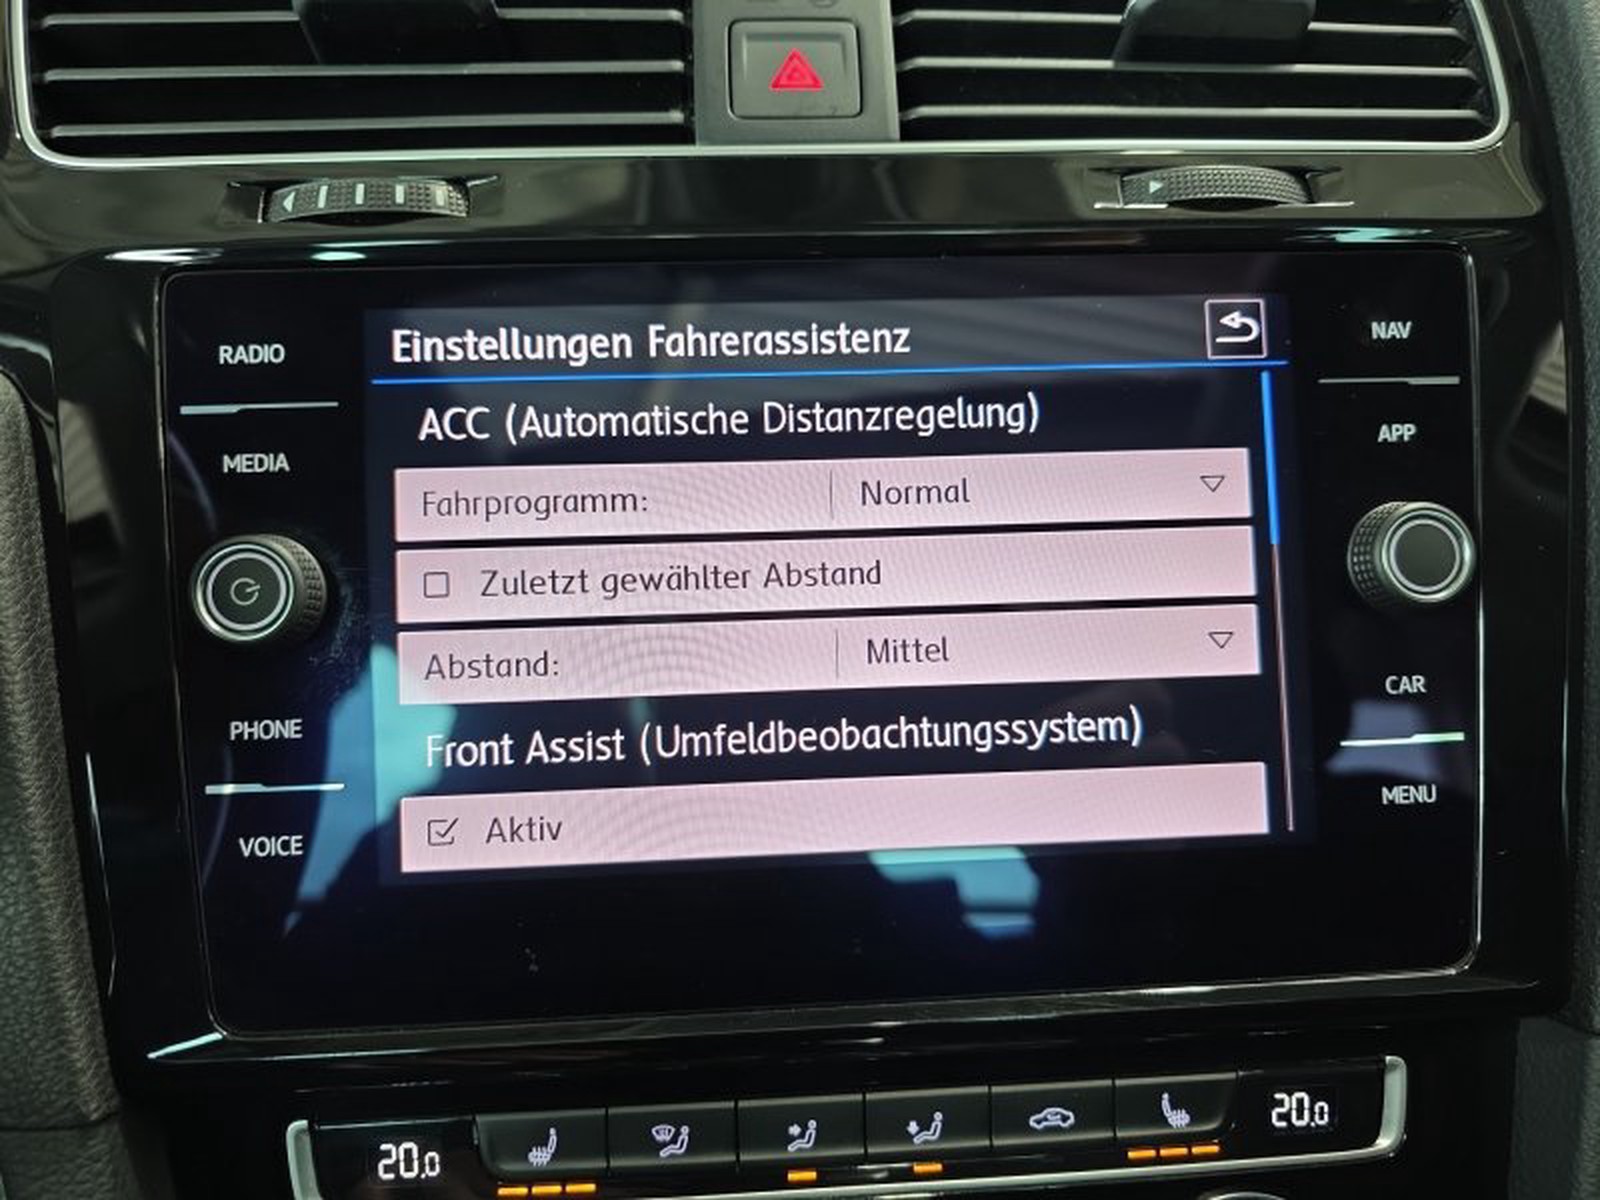 RADIO
MEDIA
PHONE
VOICE
Einstellungen Fahrerassistenz
ACC (Automatische Distanzregelung)
Fahrprogramm: Normal
Zuletzt gewählter Abstand
Abstand: Mittel
Front Assist (Umfeldbeobachtungssystem)
Aktiv
NAV
APP
CAR
MENU
20.0
20.0